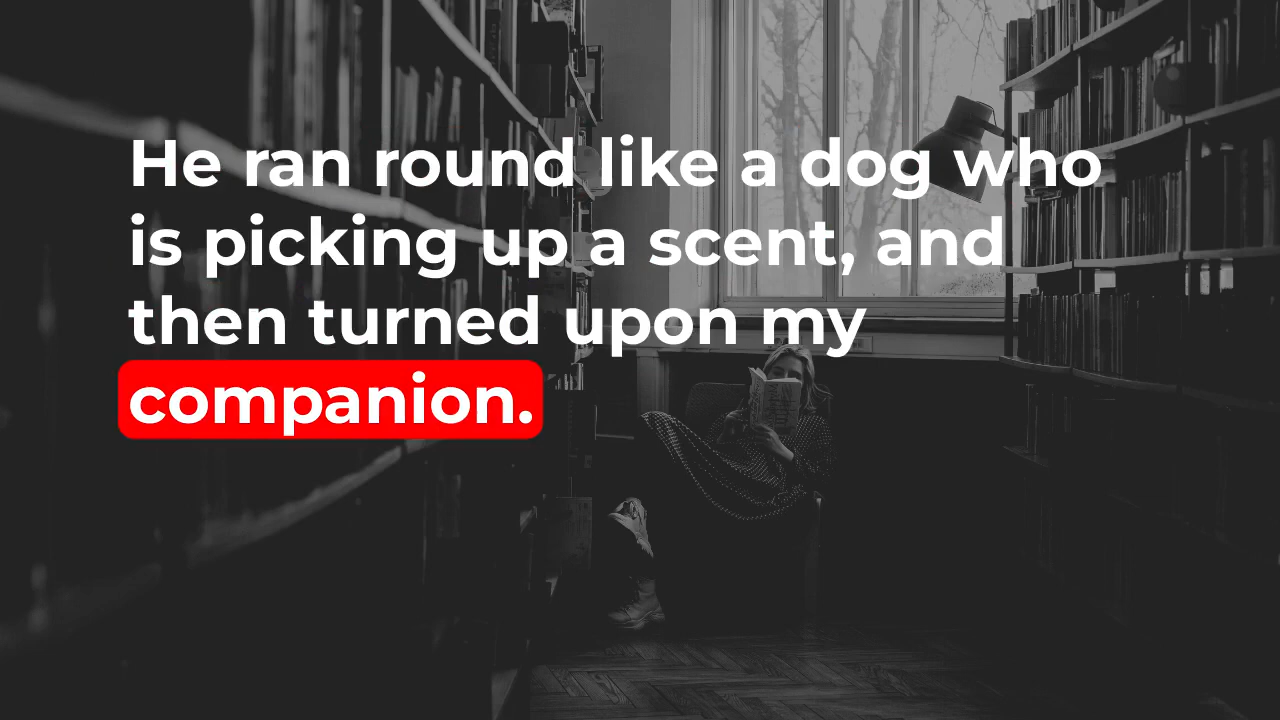 He ran round like a dog who
is picking up a scent, and
then turned upon my
companion.